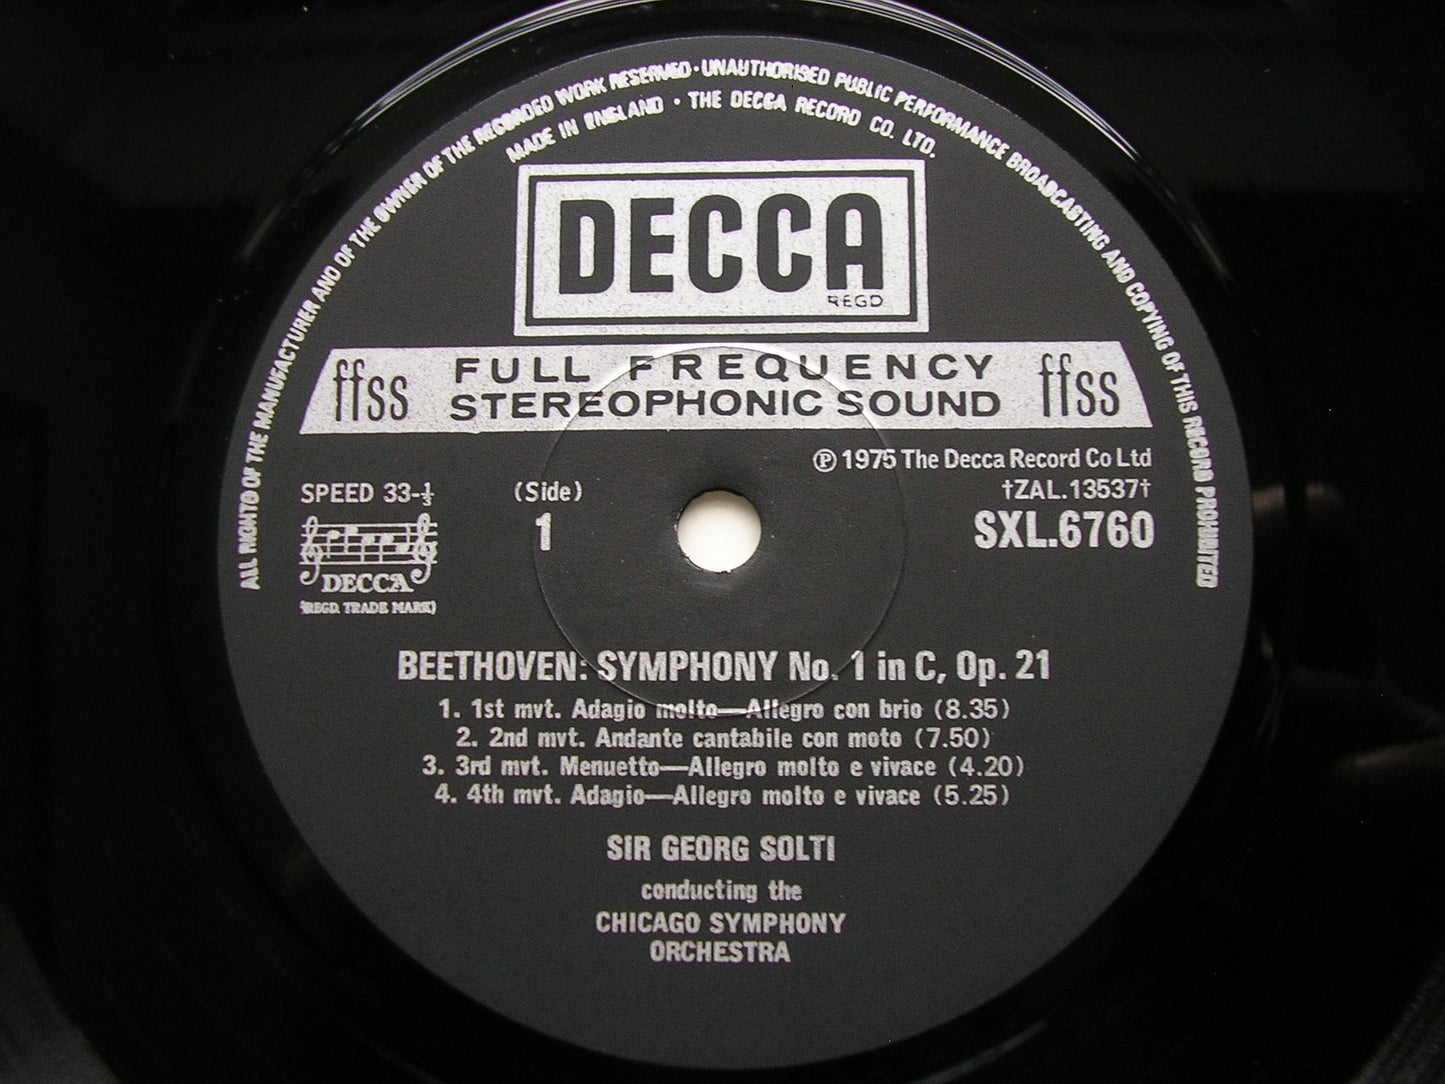 ALL RIGHTS OF THE MANUFACTURER AND OF THE OWNER OF THE RECORDED WORK RESERVED · UNAUTHORISED PUBLIC PERFORMANCE BROADCASTING AND COPYING OF THIS RECORD PROHIBITED
MADE IN ENGLAND · THE DECCA RECORD CO. LTD.
DECCA
REGD
ffss FULL FREQUENCY ffss
STEREOPHONIC SOUND
℗ 1975 The Decca Record Co Ltd
SPEED 33-⅓ (Side) †ZAL.13537†
1 SXL.6760
DECCA
(REGD. TRADE MARK)
BEETHOVEN: SYMPHONY No. 1 in C, Op. 21
1. 1st mvt. Adagio molto—Allegro con brio (8.35)
2. 2nd mvt. Andante cantabile con moto (7.50)
3. 3rd mvt. Menuetto—Allegro molto e vivace (4.20)
4. 4th mvt. Adagio—Allegro molto e vivace (5.25)
SIR GEORG SOLTI
conducting the
CHICAGO SYMPHONY
ORCHESTRA